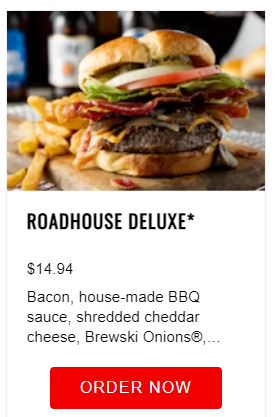 ROADHOUSE DELUXE*
$14.94
Bacon, house-made BBQ
sauce, shredded cheddar
cheese, Brewski Onions®,...
ORDER NOW